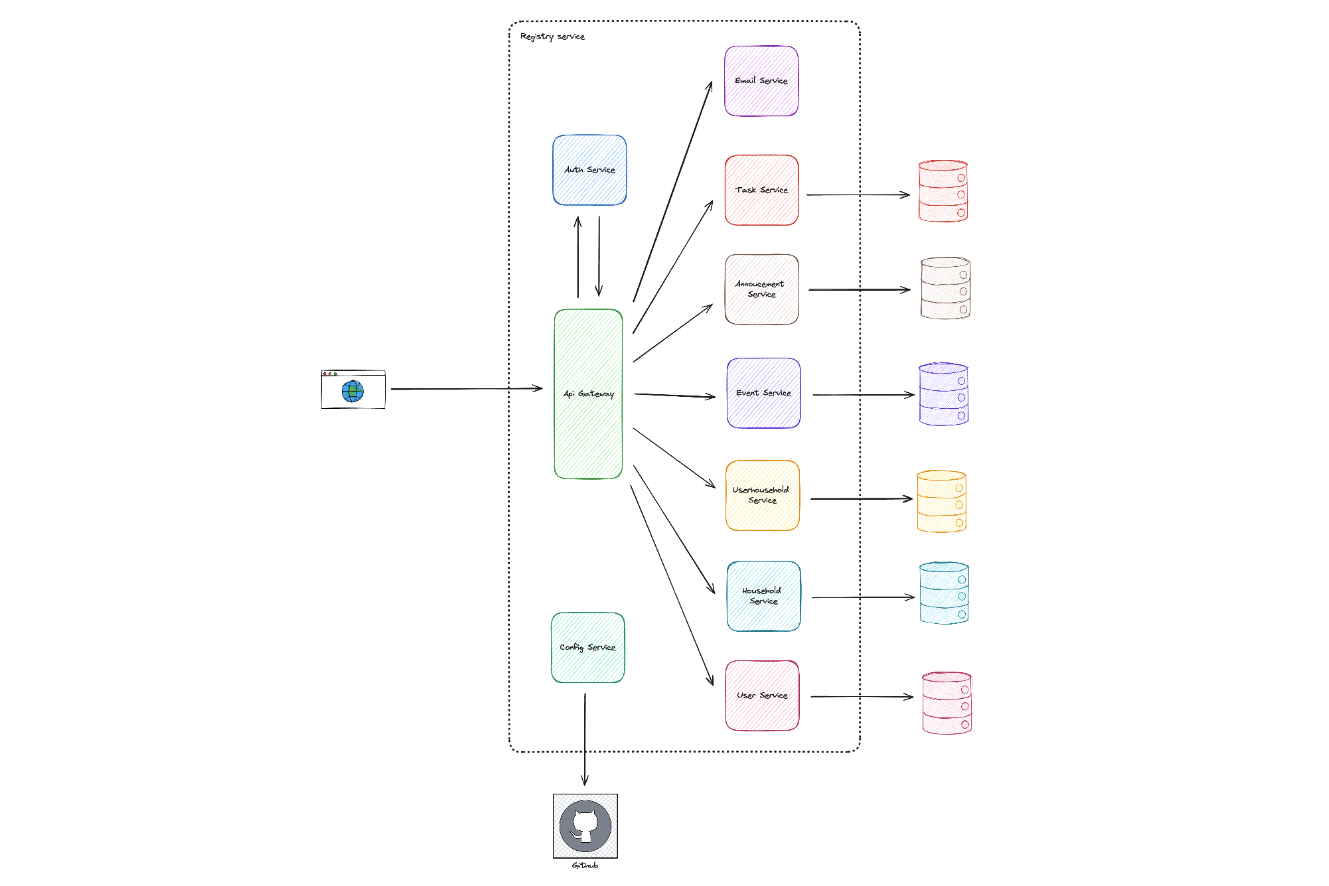 Registry service
Email Service
Auth Service
Task Service
Annoucement
Service
Api Gateway
Event Service
Userhousehold
Service
Household
Service
Config Service
User Service
Github